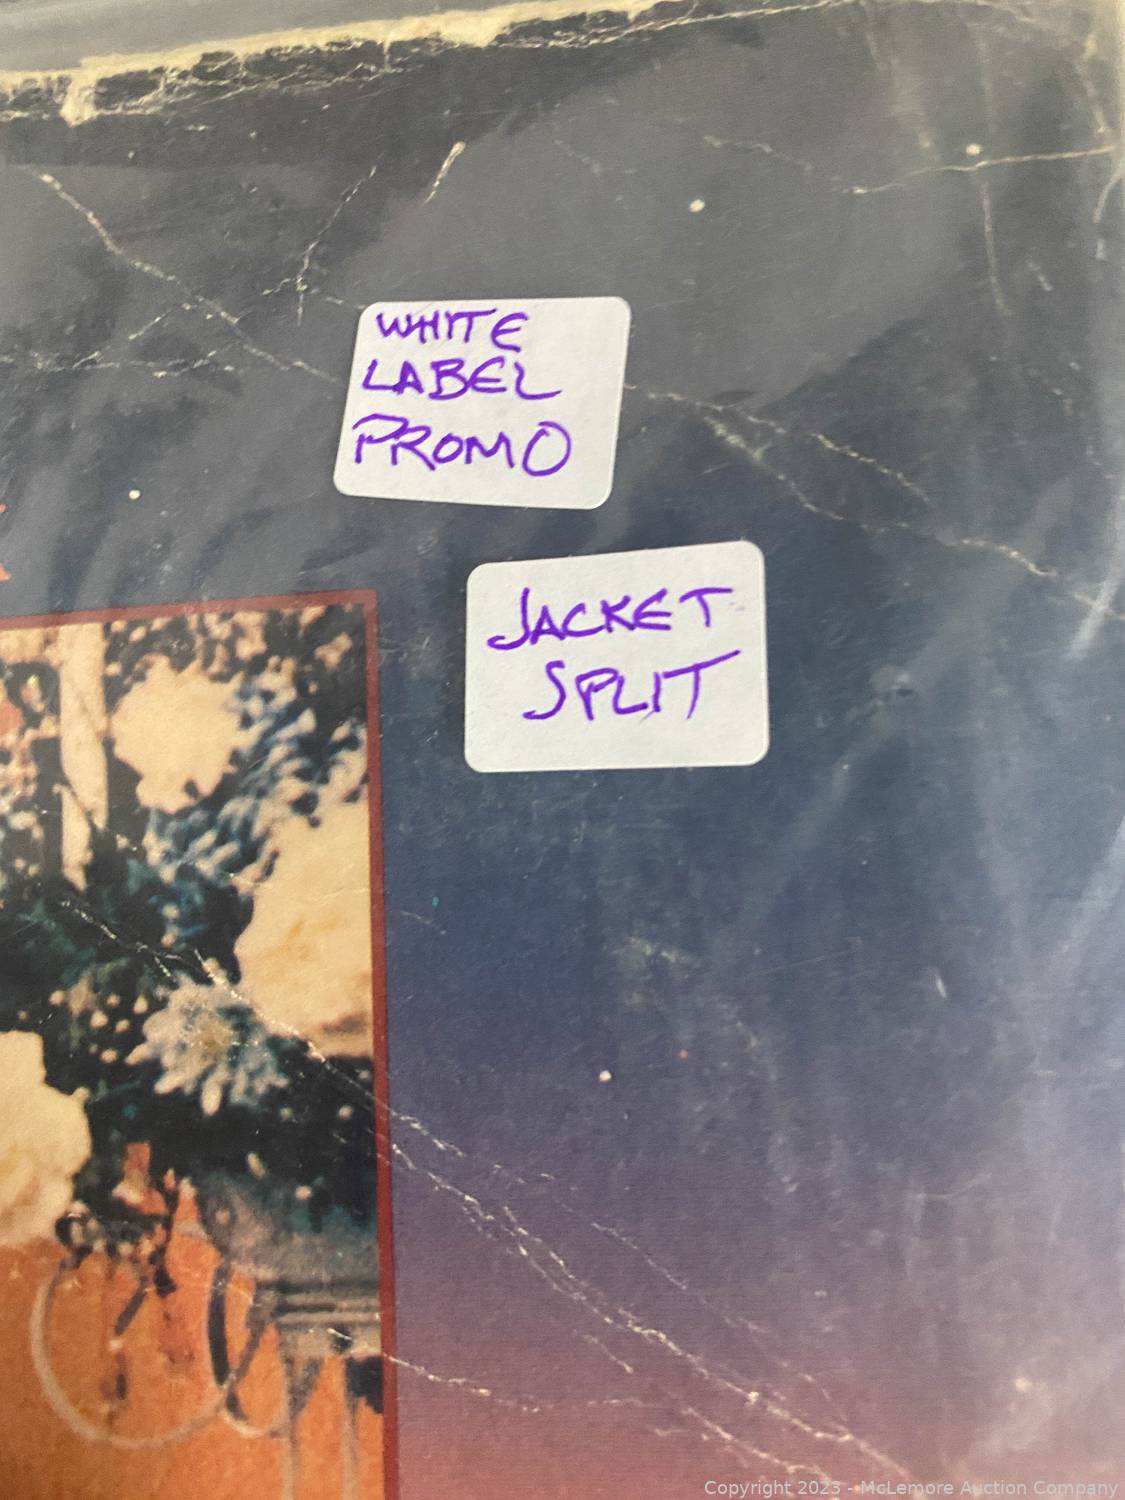 WHITE
LABEL
PROMO
JACKET
SPLIT
Copyright 2023 - McLemore Auction Company